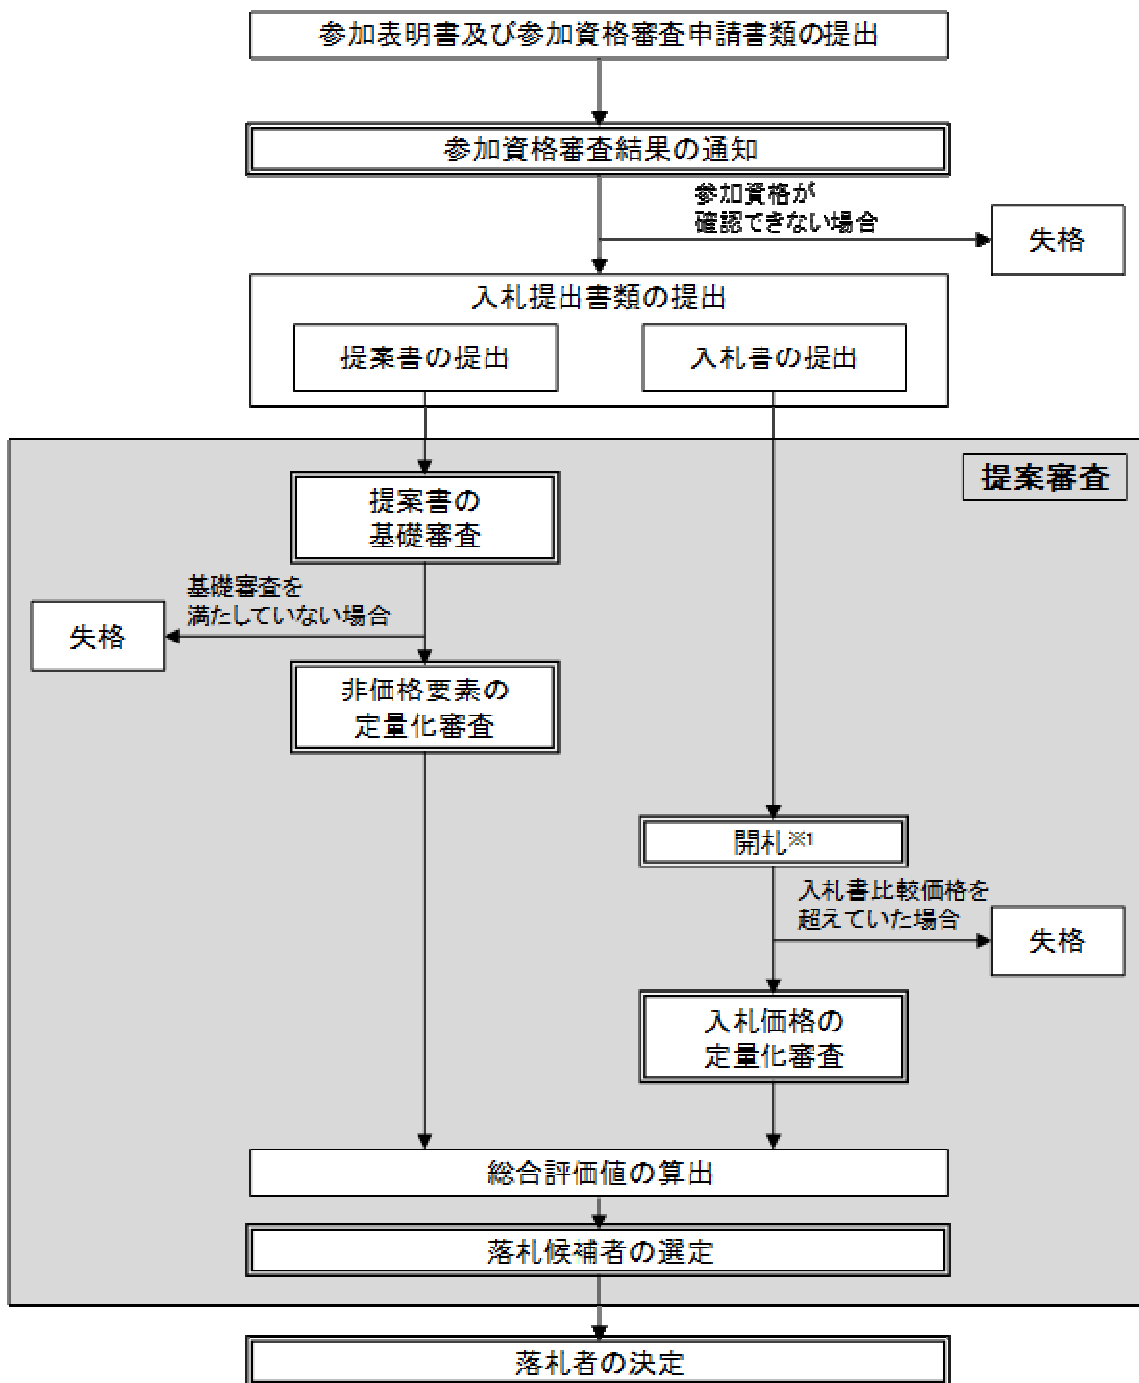 参加表明書及び参加資格審査申請書類の提出
参加資格審査結果の通知
参加資格が
確認できない場合
失格
入札提出書類の提出
提案書の提出
入札書の提出
提案審査
提案書の
基礎審査
基礎審査を
満たしていない場合
失格
非価格要素の
定量化審査
開札※1
入札書比較価格を
超えていた場合
失格
入札価格の
定量化審査
総合評価値の算出
落札候補者の選定
落札者の決定